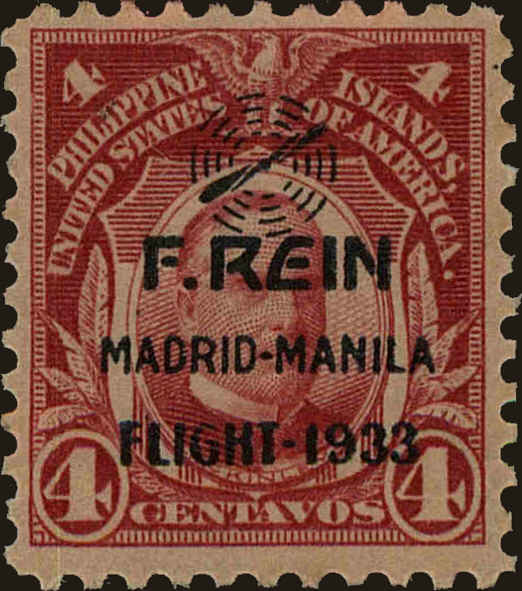 4 4
PHILIPPINE ISLANDS,
UNITED STATES OF AMERICA.
F.REIN
MADRID-MANILA
FLIGHT-1933
4 CENTAVOS 4